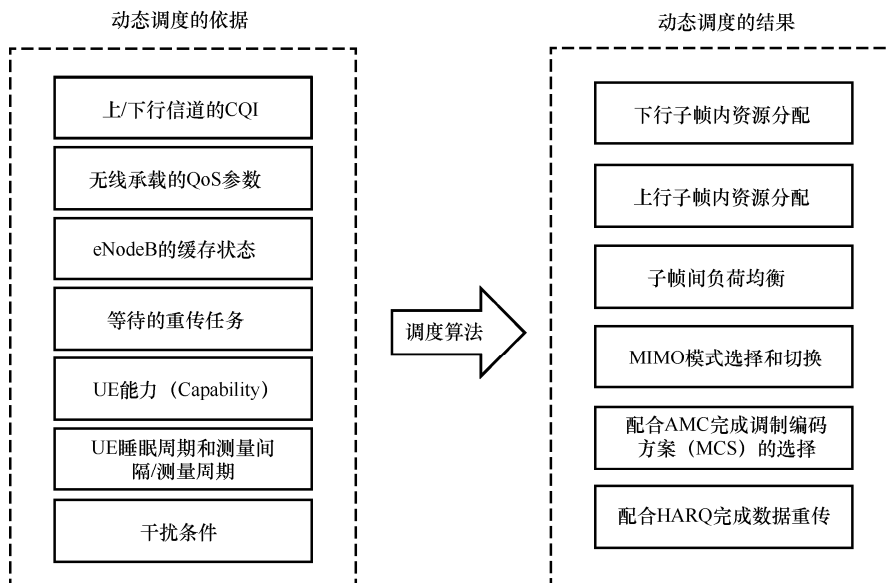 动态调度的依据
上/下行信道的CQI
无线承载的QoS参数
eNodeB的缓存状态
等待的重传任务
UE能力（Capability）
UE睡眠周期和测量间
隔/测量周期
干扰条件
调度算法
动态调度的结果
下行子帧内资源分配
上行子帧内资源分配
子帧间负荷均衡
MIMO模式选择和切换
配合AMC完成调制编码
方案（MCS）的选择
配合HARQ完成数据重传